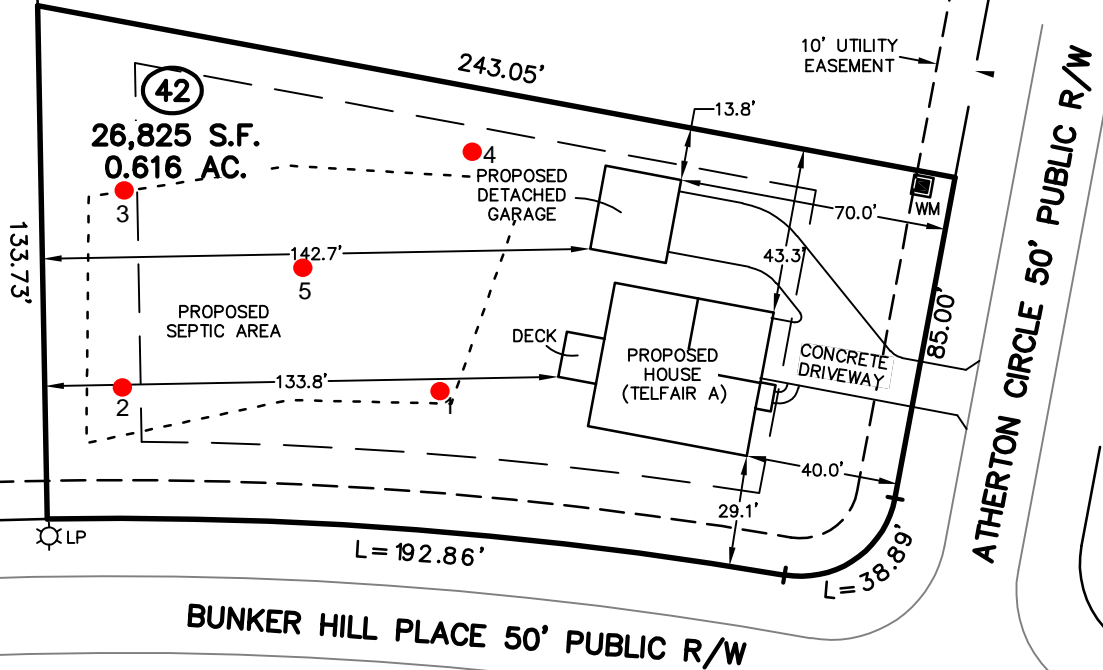 243.05'
10' UTILITY
EASEMENT
42
26,825 S.F.
0.616 AC.
13.8'
4
PROPOSED
DETACHED
GARAGE
3
WM
70.0'
133.73'
142.7'
43.3'
5
PROPOSED
SEPTIC AREA
DECK
PROPOSED
HOUSE
(TELFAIR A)
CONCRETE
DRIVEWAY
85.00'
133.8'
2
1
40.0'
29.1'
LP
L=192.86'
L=38.89'
ATHERTON CIRCLE 50' PUBLIC R/W
BUNKER HILL PLACE 50' PUBLIC R/W